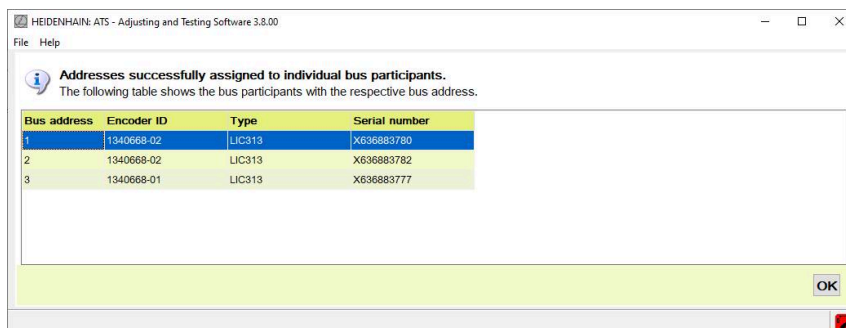 HEIDENHAIN: ATS - Adjusting and Testing Software 3.8.00
File Help
Addresses successfully assigned to individual bus participants.
The following table shows the bus participants with the respective bus address.
Bus address Encoder ID Type Serial number
1 1340668-02 LIC313 X636883780
2 1340668-02 LIC313 X636883782
3 1340668-01 LIC313 X636883777
OK